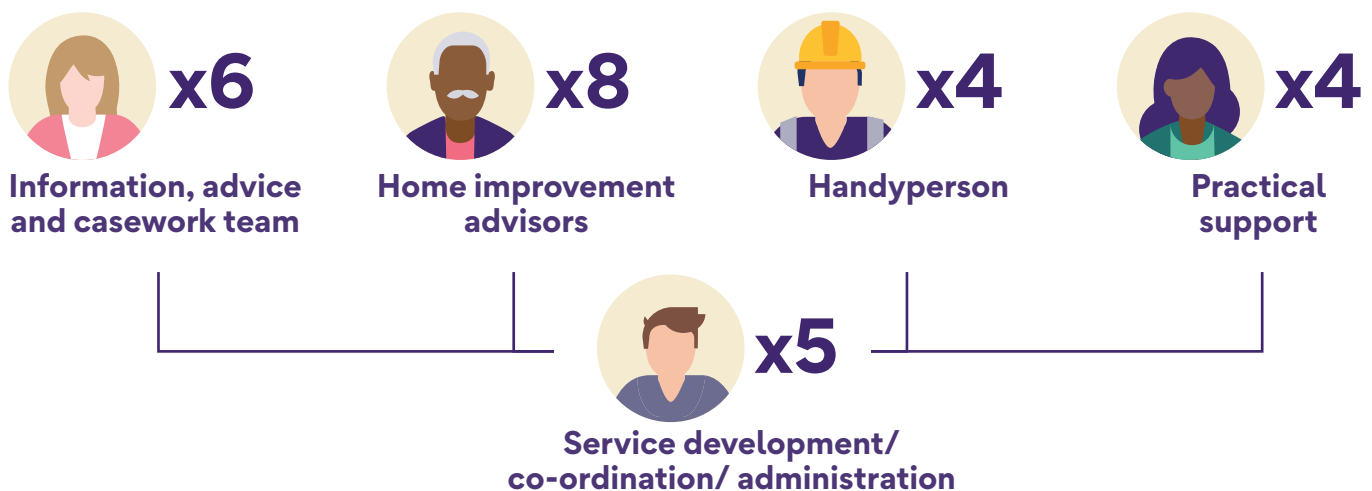 x6
Information, advice
and casework team
x8
Home improvement
advisors
x4
Handyperson
x4
Practical
support
x5
Service development/
co-ordination/ administration